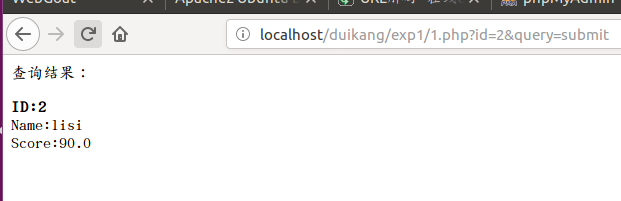 WebGoat
Apache2 Ubuntu
phpMyAdmin
localhost/duikang/exp1/1.php?id=2&query=submit
查询结果：
ID:2
Name:lisi
Score:90.0